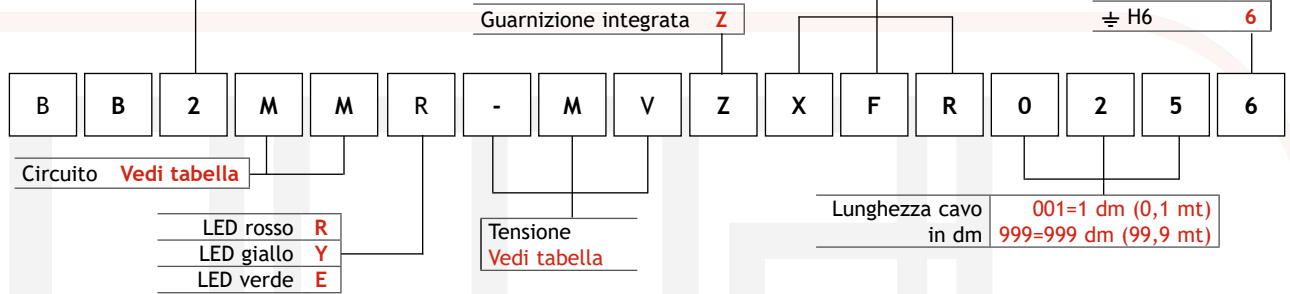 Guarnizione integrata Z
⏚ H6 6
B B 2 M M R - M V Z X F R 0 2 5 6
Circuito Vedi tabella
LED rosso R
LED giallo Y
LED verde E
Tensione
Vedi tabella
Lunghezza cavo 001=1 dm (0,1 mt)
in dm 999=999 dm (99,9 mt)